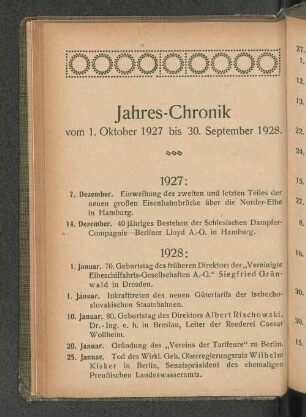 Jahres-Chronik
vom 1. Oktober 1927 bis 30. September 1928.
1927:
7. Dezember. Einweihung des zweiten und letzten Teiles der
neuen großen Eisenbahnbrücke über die Norder-Elbe
in Hamburg.
14. Dezember. 40 jähriges Bestehen der Schlesischen Dampfer-
Compagnie—Berliner Lloyd A.-G. in Hamburg.
1928:
1. Januar. 70. Geburtstag des früheren Direktors der „Vereinigte
Elbeschiffahrts-Gesellschaften A.-G." Siegfried Grün-
wald in Dresden.
1. Januar. Inkrafttreten des neuen Gütertarifs der tschecho-
slovakischen Staatsbahnen.
10. Januar. 80. Geburtstag des Direktors Albert Rischowski,
Dr.-Ing. e. h. in Breslau, Leiter der Reederei Caesar
Wollheim.
20. Januar. Gründung des „Vereins der Tarifeure" zu Berlin.
25. Januar. Tod des Wirkl. Geh. Oberregierungsrats Wilhelm
Kisker in Berlin, Senatspräsident des ehemaligen
Preußischen Landeswasseramts.
22.
1.
15.